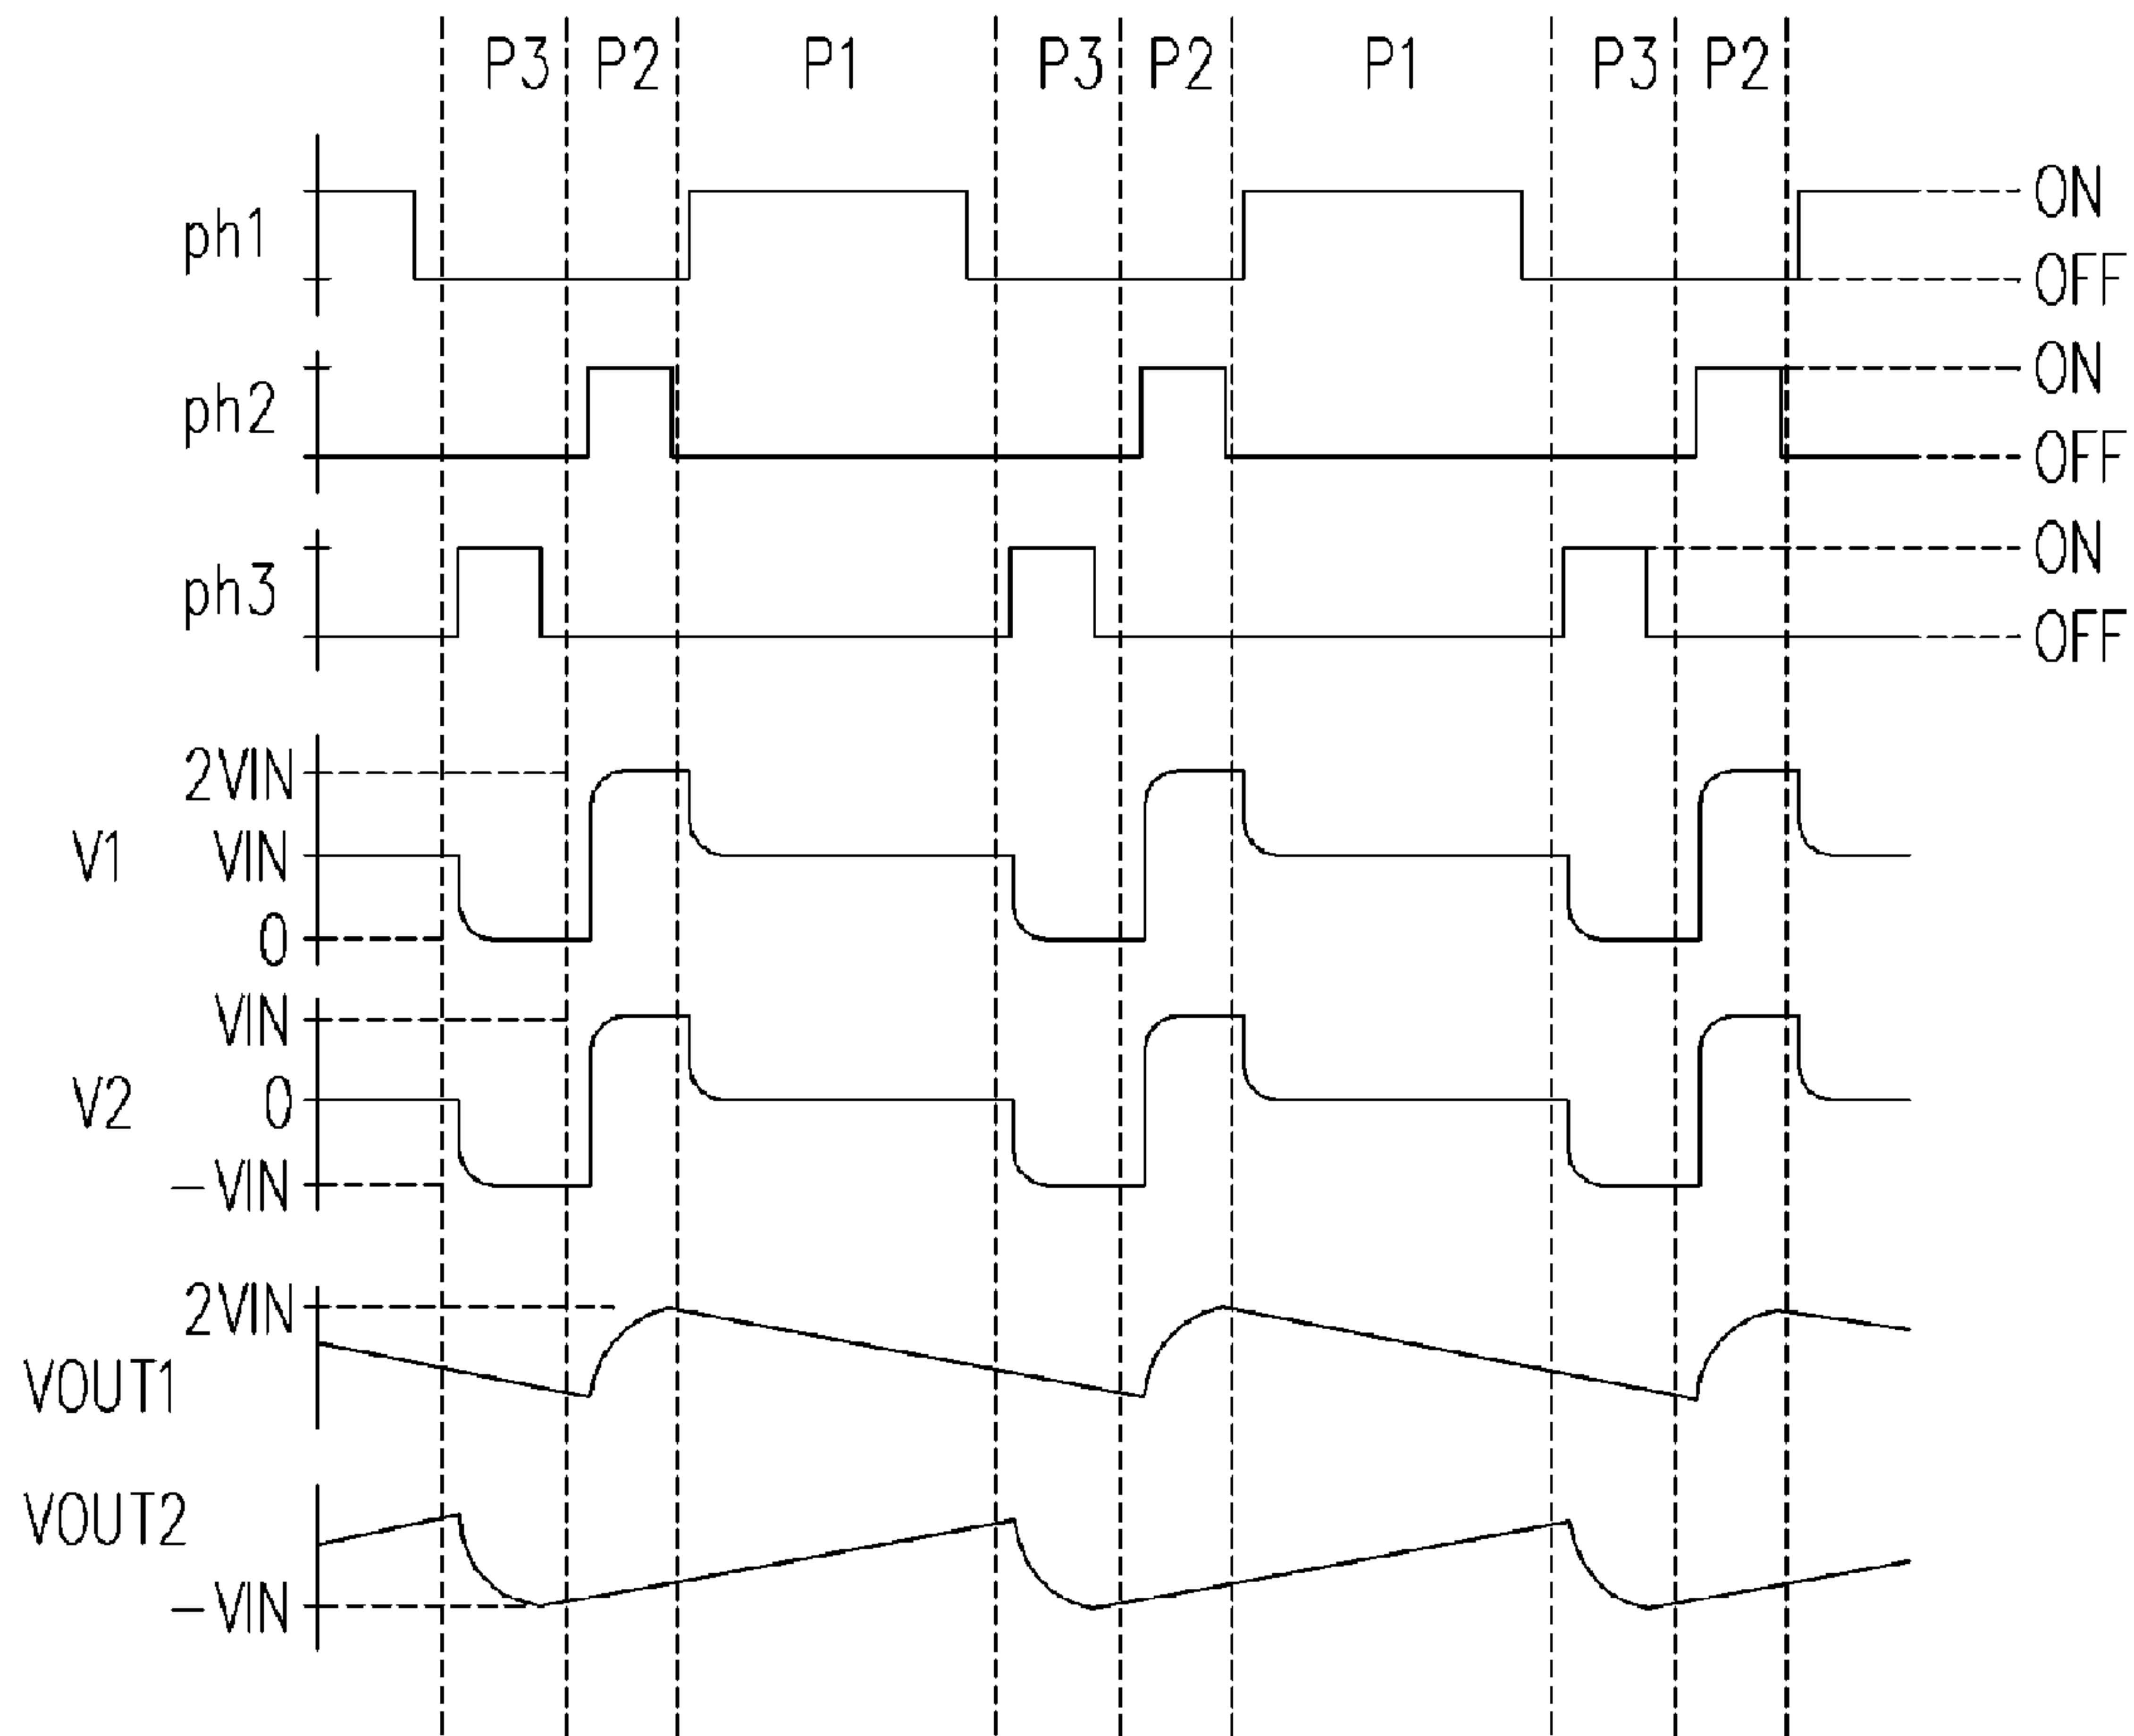 P3 P2 P1 P3 P2 P1 P3 P2
ON
ph1
OFF
ON
ph2
OFF
ON
ph3
OFF
2VIN
V1 VIN
0
VIN
V2 0
-VIN
2VIN
VOUT1
VOUT2
-VIN